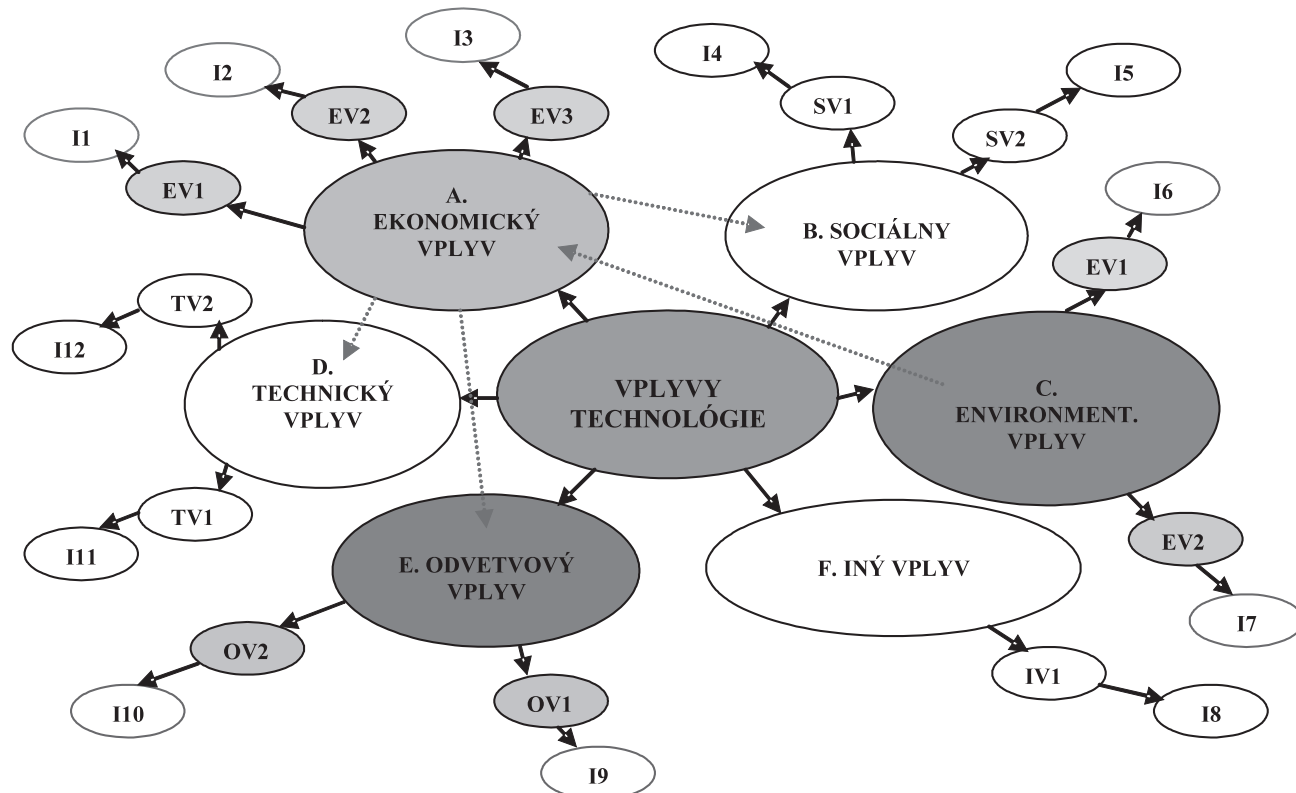 I3
I4
I2
I5
EV3
SV1
EV2
I1
SV2
EV1
I6
A.
EKONOMICKÝ
VPLYV
B. SOCIÁLNY
VPLYV
EV1
TV2
I12
D.
TECHNICKÝ
VPLYV
VPLYVY
TECHNOLÓGIE
C.
ENVIRONMENT.
VPLYV
TV1
I11
EV2
E. ODVETVOVÝ
VPLYV
F. INÝ VPLYV
I7
OV2
IV1
I10
OV1
I8
I9